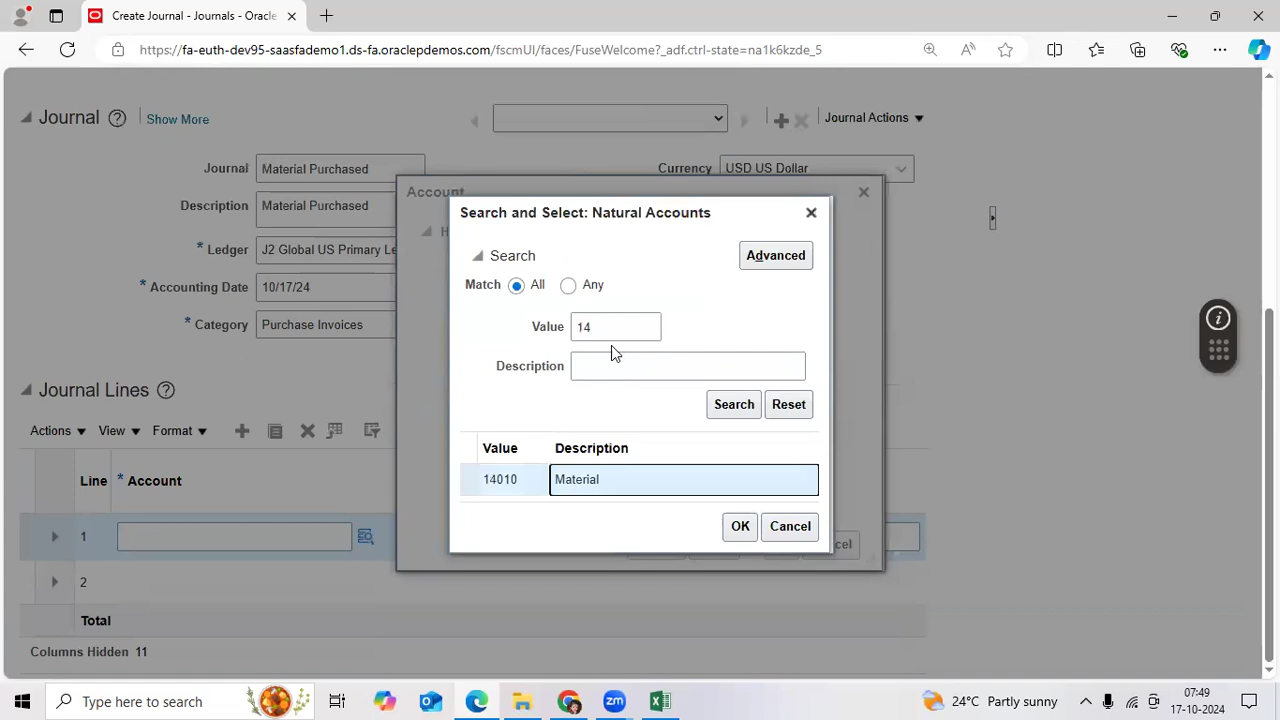 Create Journal - Journals - Oracle
https://fa-euth-dev95-saasfademo1.ds-fa.oraclepdemos.com/fscmUI/faces/FuseWelcome?_adf.ctrl-state=na1k6kzde_5
Journal
Show More
Journal Actions
Journal Material Purchased
Currency USD US Dollar
Description Material Purchased
* Ledger J2 Global US Primary Le
* Accounting Date 10/17/24
* Category Purchase Invoices
Account
Search and Select: Natural Accounts
Search
Advanced
Match All Any
Value 14
Description
Search Reset
Value Description
14010 Material
OK Cancel
Journal Lines
Actions View Format
Line * Account
1
2
Total
Columns Hidden 11
Type here to search
24°C Partly sunny
07:49
17-10-2024